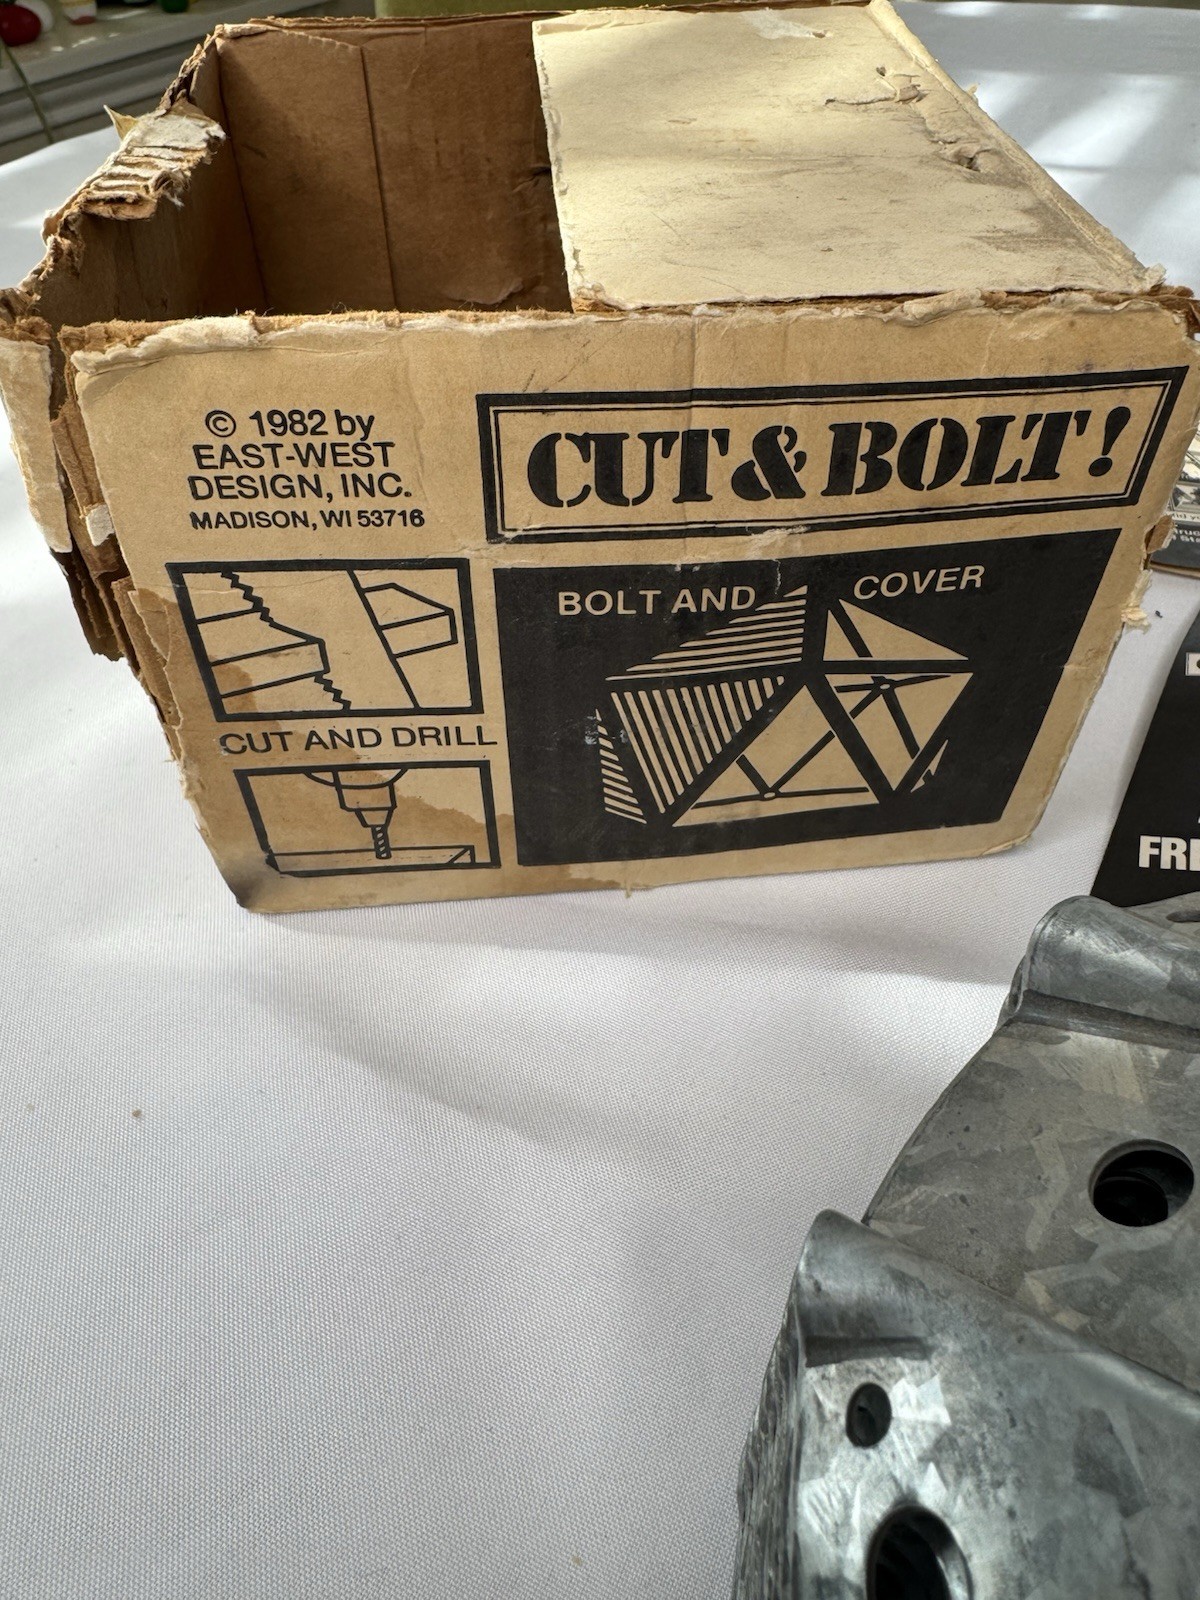 © 1982 by
EAST-WEST
DESIGN, INC.
MADISON, WI 53716
CUT & BOLT!
BOLT AND COVER
CUT AND DRILL